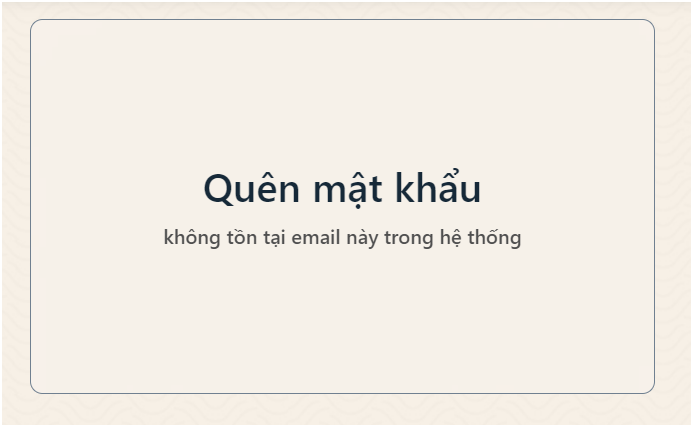 Quên mật khẩu
không tồn tại email này trong hệ thống